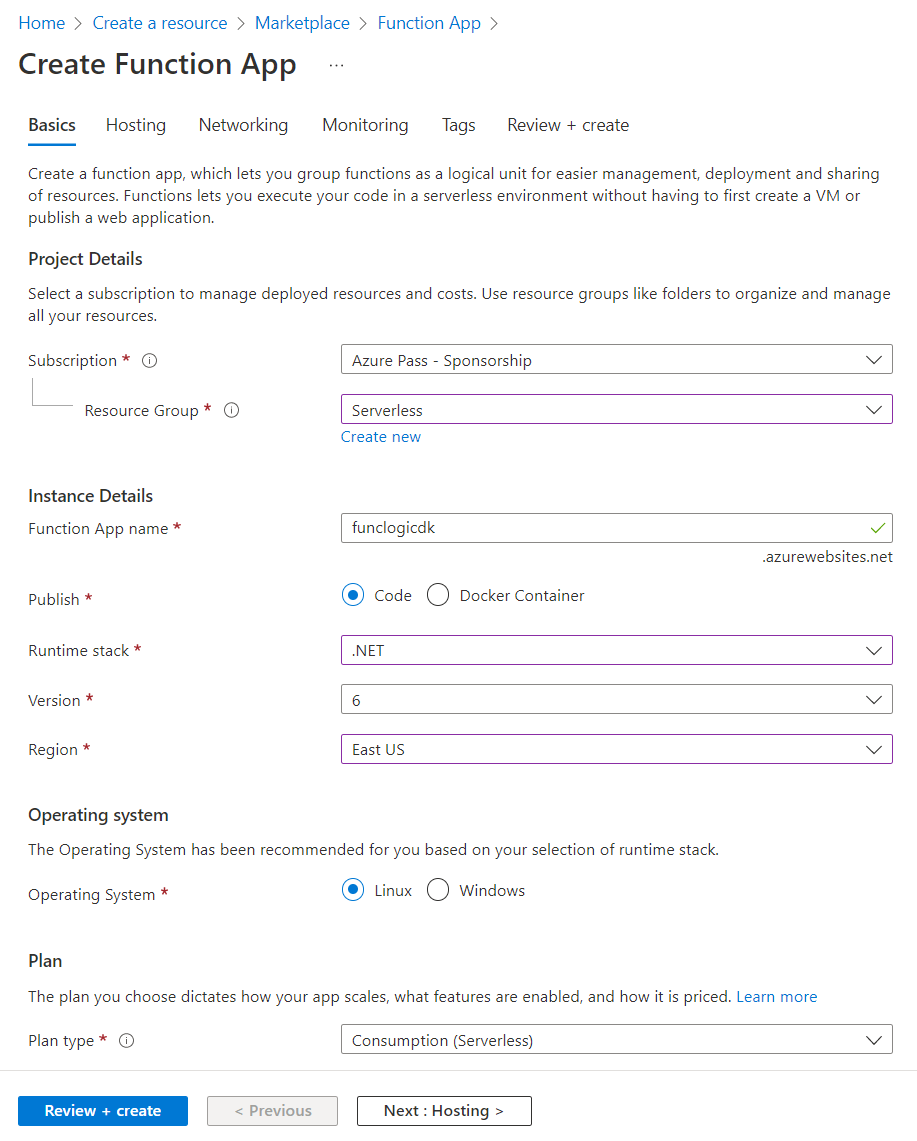 Home > Create a resource > Marketplace > Function App >
Create Function App ...
Basics Hosting Networking Monitoring Tags Review + create
Create a function app, which lets you group functions as a logical unit for easier management, deployment and sharing
of resources. Functions lets you execute your code in a serverless environment without having to first create a VM or
publish a web application.
Project Details
Select a subscription to manage deployed resources and costs. Use resource groups like folders to organize and manage
all your resources.
Subscription * Azure Pass - Sponsorship
Resource Group * Serverless
Create new
Instance Details
Function App name * funclogicdk
.azurewebsites.net
Publish * Code Docker Container
Runtime stack * .NET
Version * 6
Region * East US
Operating system
The Operating System has been recommended for you based on your selection of runtime stack.
Operating System * Linux Windows
Plan
The plan you choose dictates how your app scales, what features are enabled, and how it is priced. Learn more
Plan type * Consumption (Serverless)
Review + create < Previous Next : Hosting >